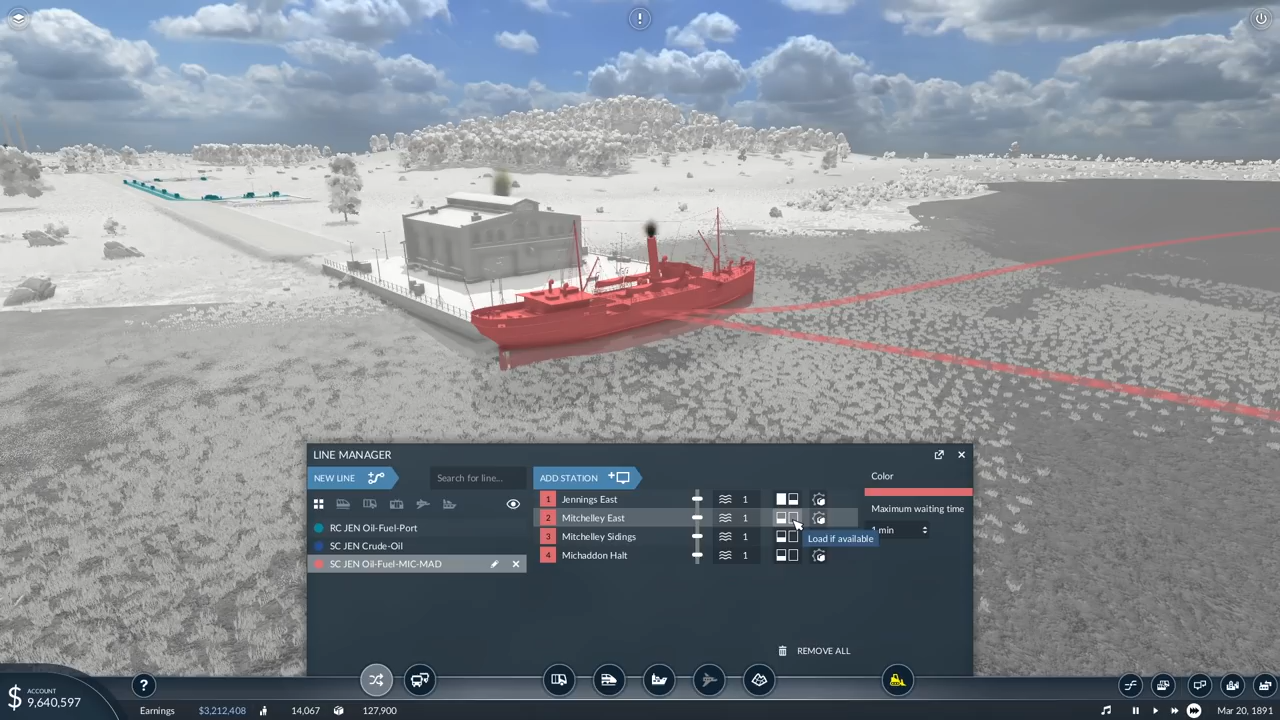 !
LINE MANAGER
NEW LINE
Search for line...
ADD STATION
Color
1 Jennings East 1
2 Mitchelley East 1
Maximum waiting time
RC JEN Oil-Fuel-Port
3 Mitchelley Sidings
min
Load if available
SC JEN Crude-Oil
4 Michaddon Halt 1
SC JEN Oil-Fuel-MIC-MAD
REMOVE ALL
$ ACCOUNT
9,640,597
?
Earnings $3,212,408 14,067 127,900 Mar 20, 1891